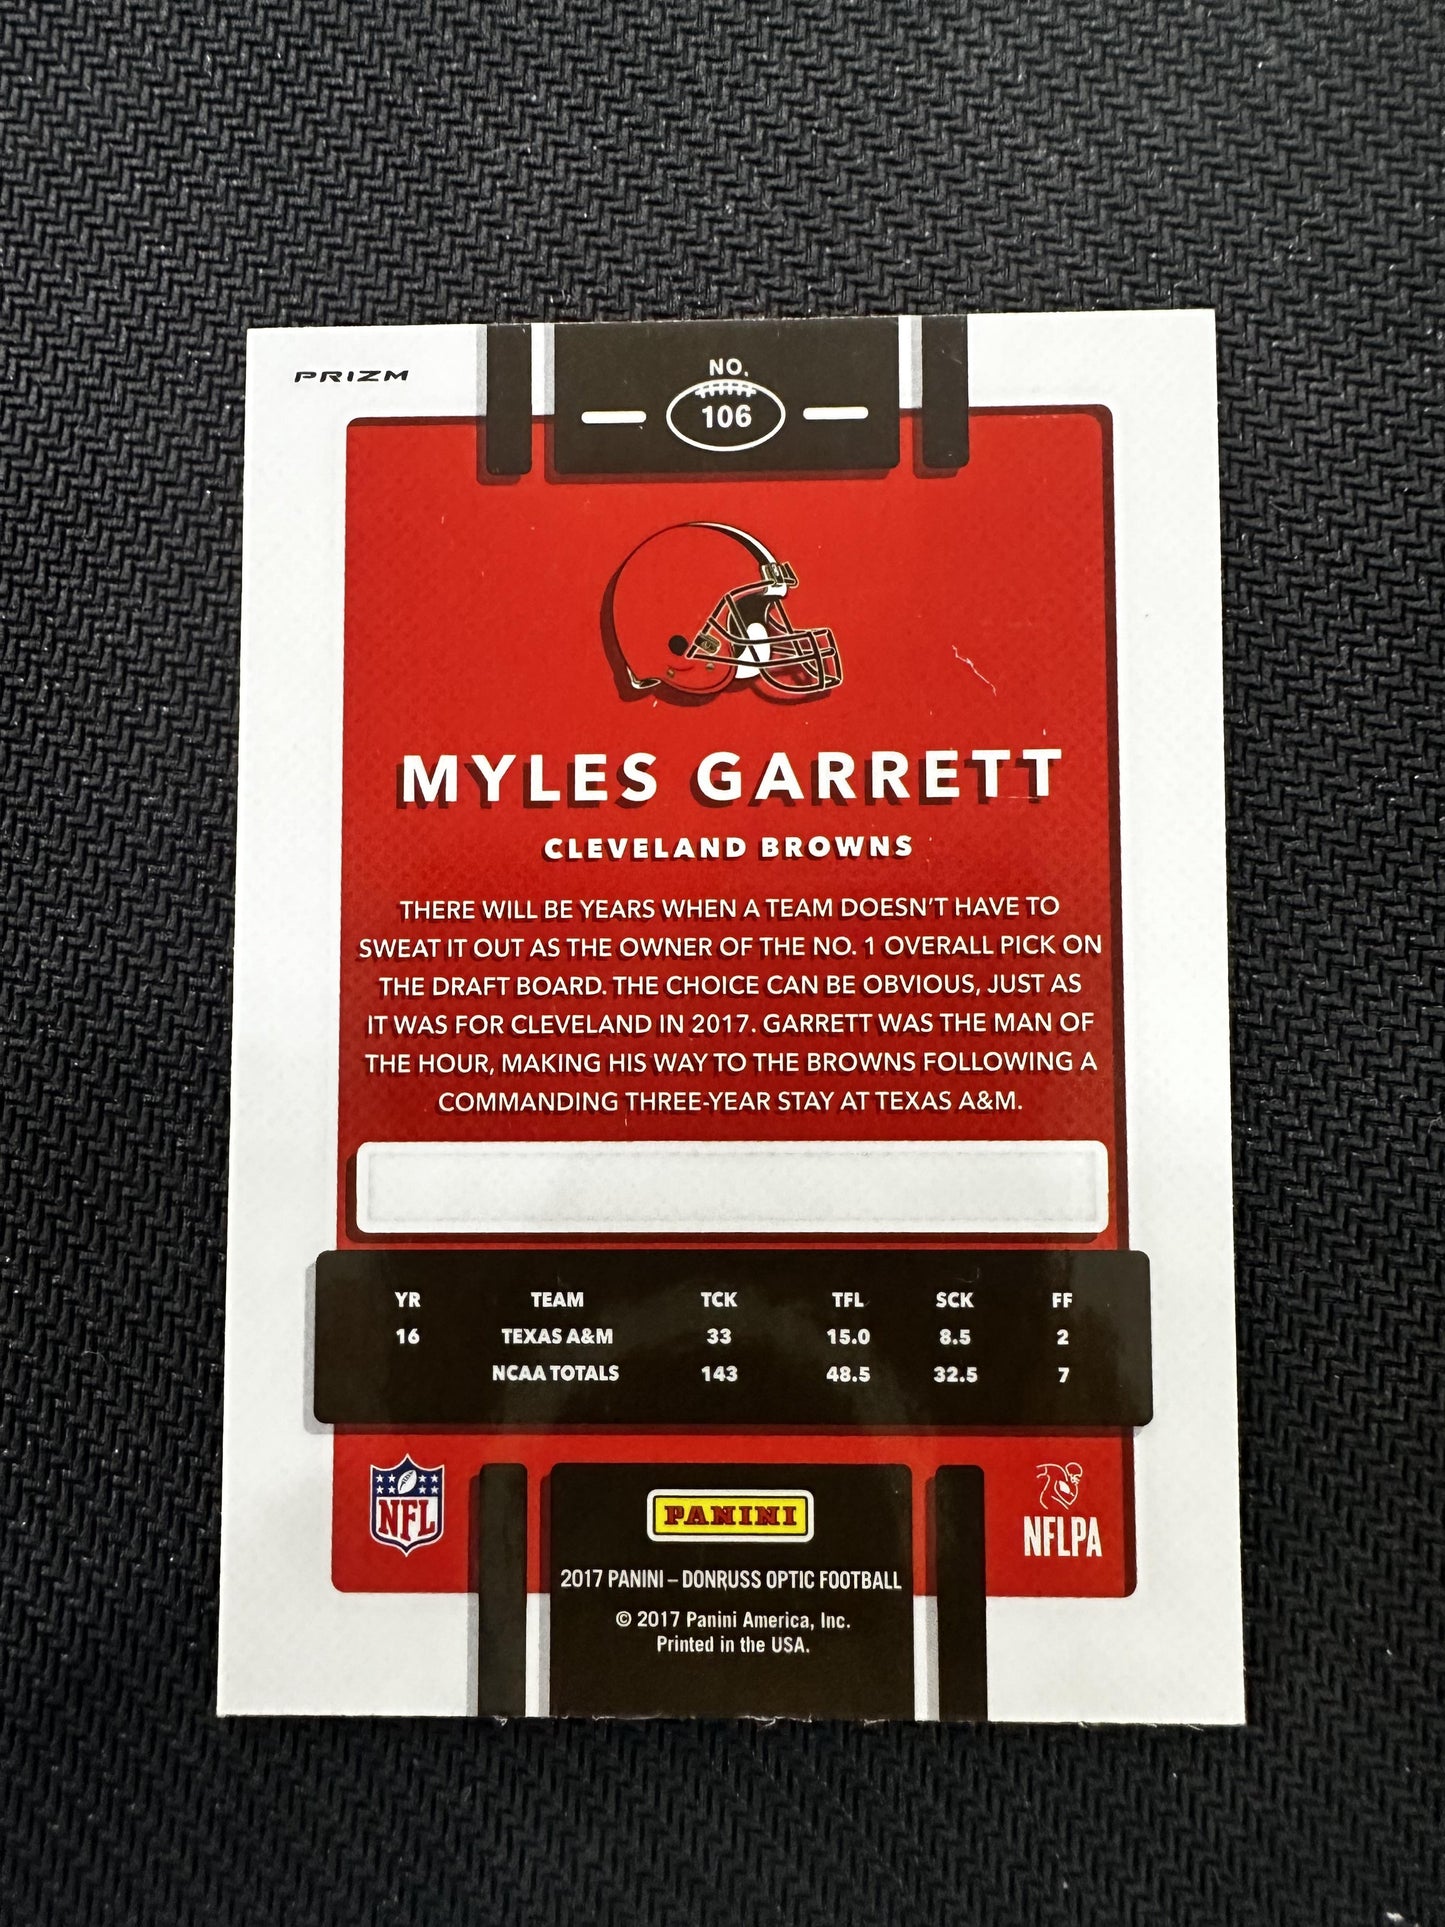 PRIZM
NO.
106
MYLES GARRETT
CLEVELAND BROWNS
THERE WILL BE YEARS WHEN A TEAM DOESN'T HAVE TO
SWEAT IT OUT AS THE OWNER OF THE NO. 1 OVERALL PICK ON
THE DRAFT BOARD. THE CHOICE CAN BE OBVIOUS, JUST AS
IT WAS FOR CLEVELAND IN 2017. GARRETT WAS THE MAN OF
THE HOUR, MAKING HIS WAY TO THE BROWNS FOLLOWING A
COMMANDING THREE-YEAR STAY AT TEXAS A&M.
YR TEAM TCK TFL SCK FF
16 TEXAS A&M 33 15.0 8.5 2
NCAA TOTALS 143 48.5 32.5 7
NFL
PANINI
NFLPA
2017 PANINI – DONRUSS OPTIC FOOTBALL
© 2017 Panini America, Inc.
Printed in the USA.